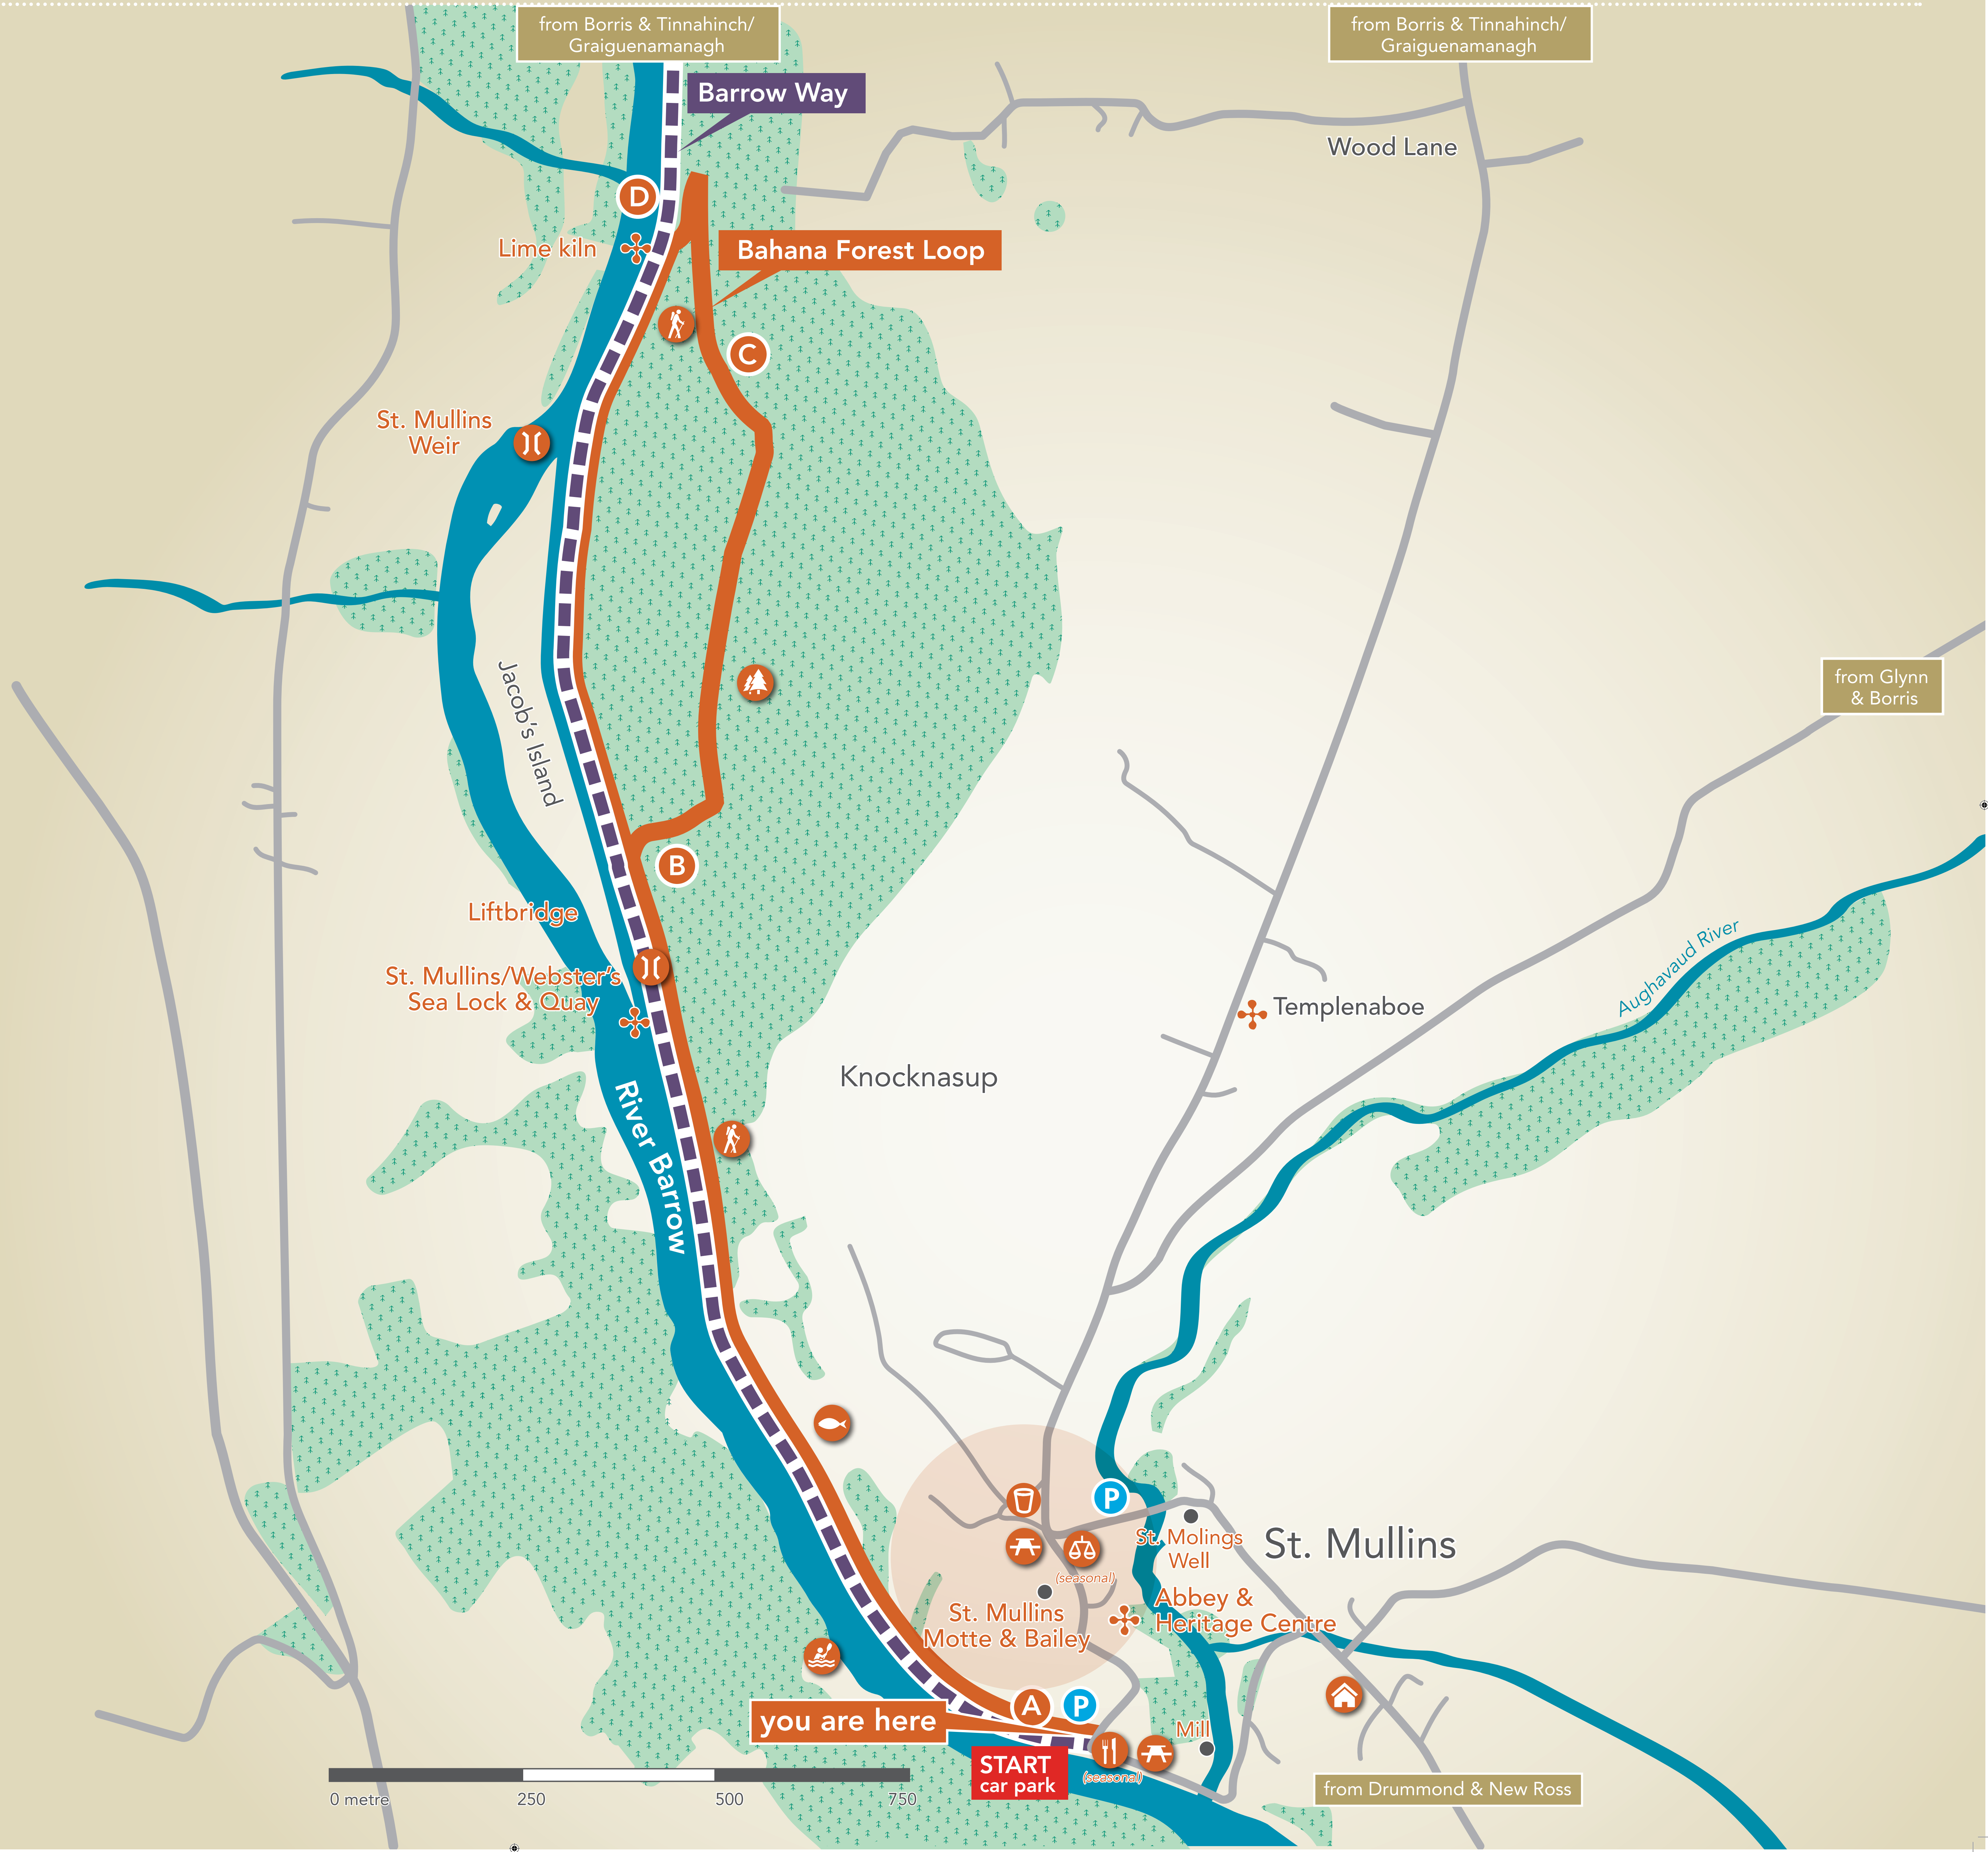 from Borris & Tinnahinch/
Graiguenamanagh
from Borris & Tinnahinch/
Graiguenamanagh
Barrow Way
Wood Lane
D
Lime kiln
Bahana Forest Loop
C
St. Mullins
Weir
from Glynn
& Borris
Jacob's Island
B
Liftbridge
Aughavaud River
St. Mullins/Webster's
Sea Lock & Quay
Templenaboe
Knocknasup
River Barrow
P
St. Molings
Well
St. Mullins
(seasonal)
St. Mullins
Motte & Bailey
Abbey &
Heritage Centre
A
P
you are here
Mill
START
car park
(seasonal)
from Drummond & New Ross
0 metre 250 500 750